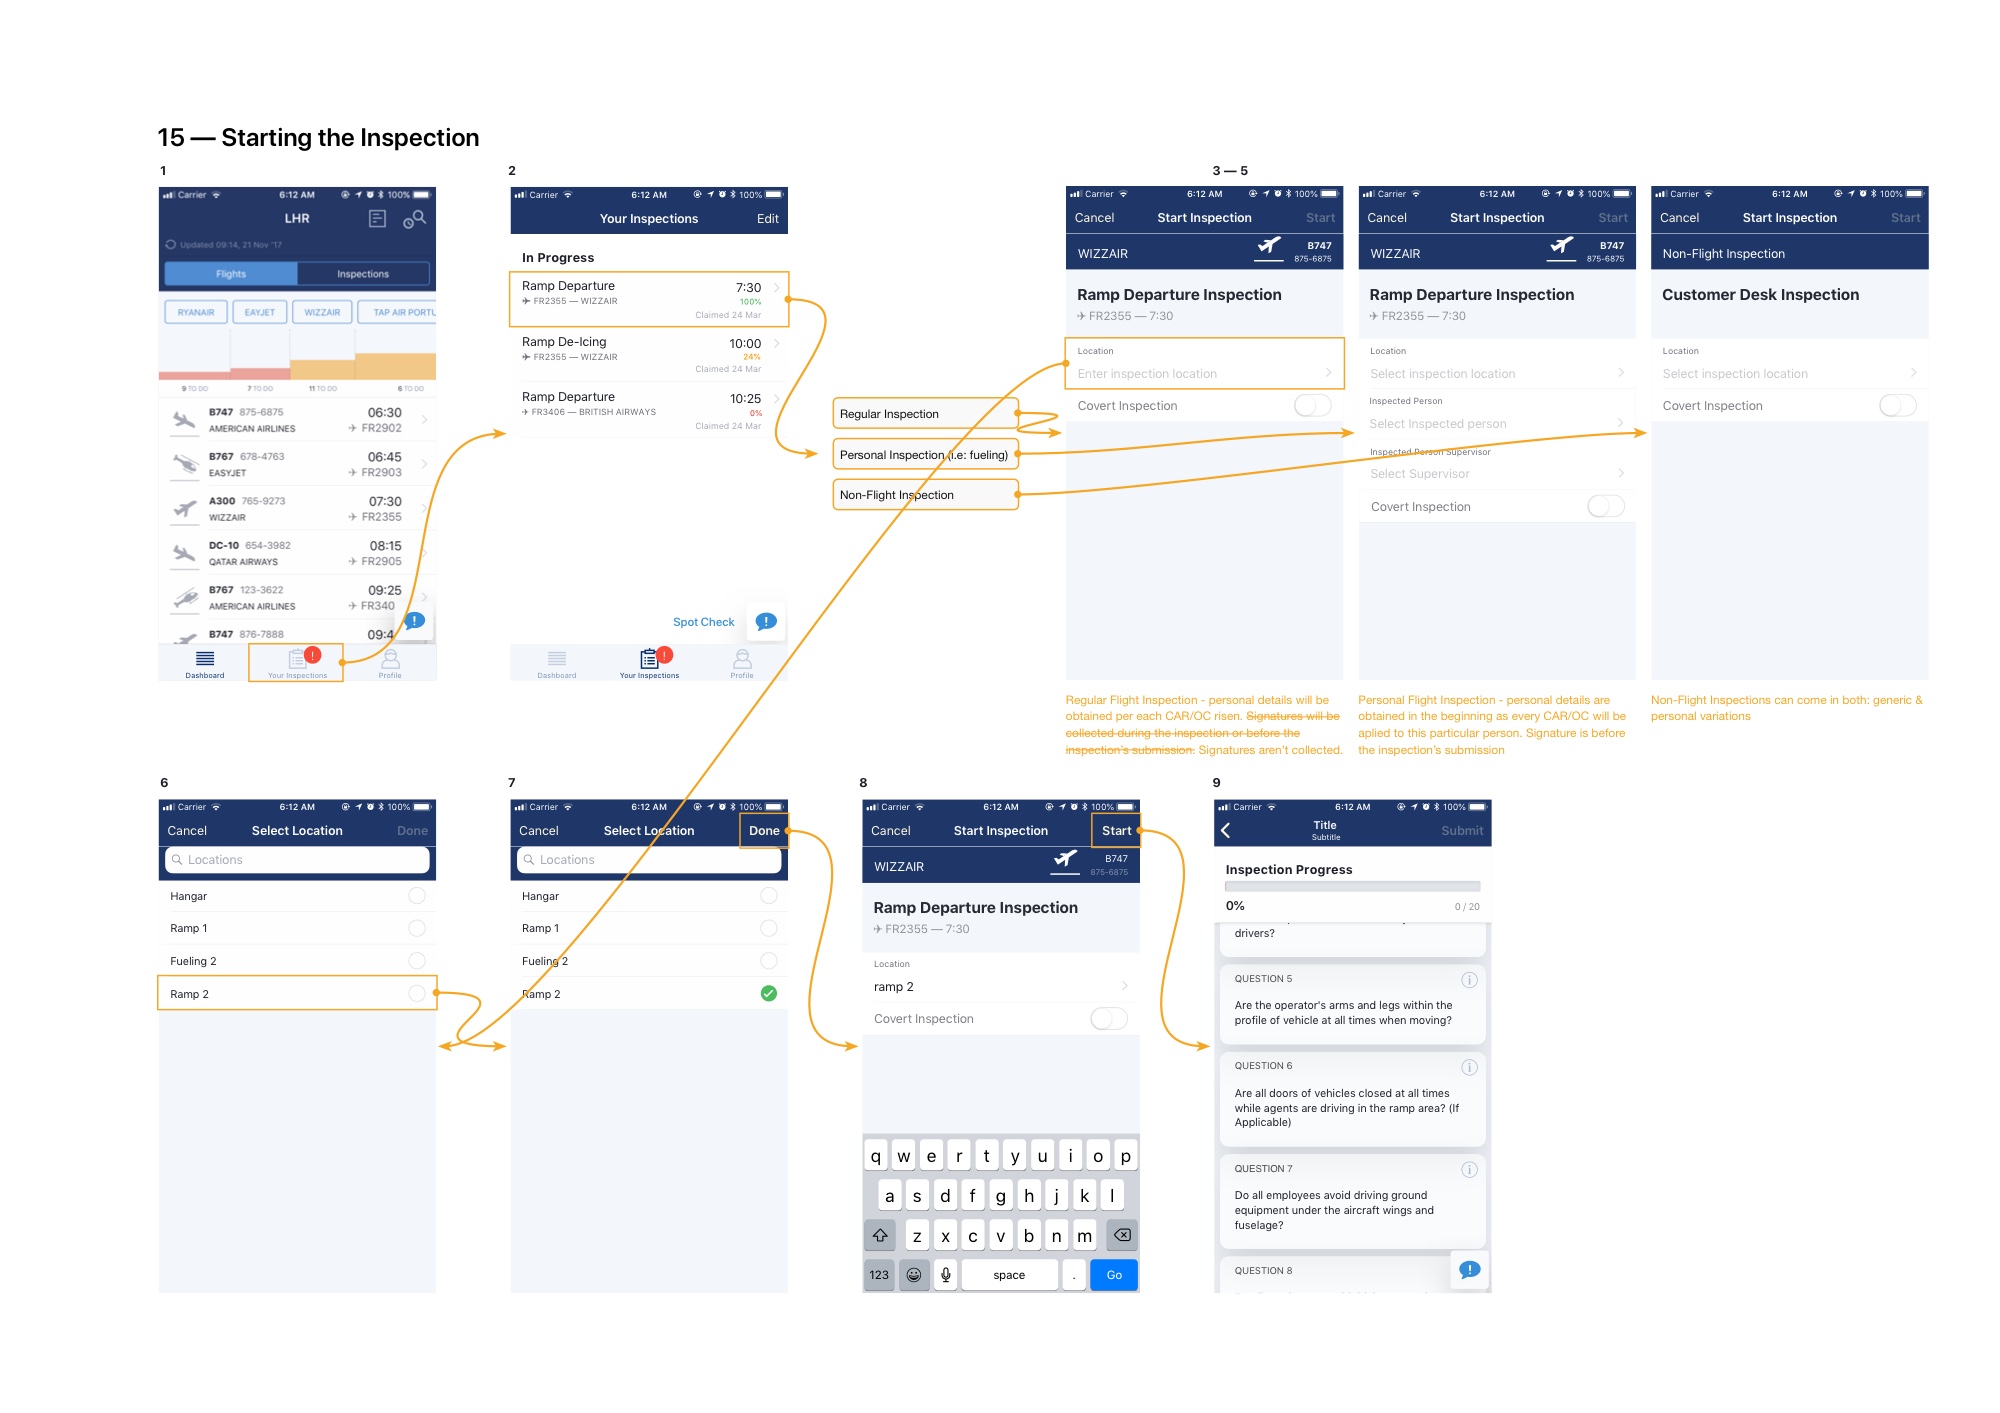 15 — Starting the Inspection
1
Carrier 6:12 AM 100%
LHR
Updated 09:14, 21 Nov '17
Flights Inspections
RYANAIR EAYJET WIZZAIR TAP AIR PORTU
9 TO DO 7 TO DO 11 TO DO 6 TO DO
B747 875-6875 06:30
AMERICAN AIRLINES FR2902
B767 678-4763 06:45
EASYJET FR2903
A300 765-9273 07:30
WIZZAIR FR2355
DC-10 654-3982 08:15
QATAR AIRWAYS FR2905
B767 123-3622 09:25
AMERICAN AIRLINES FR340
B747 876-7888 09:4
Dashboard Your Inspections Profile
2
Carrier 6:12 AM 100%
Your Inspections Edit
In Progress
Ramp Departure 7:30
FR2355 — WIZZAIR 100%
Claimed 24 Mar
Ramp De-Icing 10:00
FR2355 — WIZZAIR 24%
Claimed 24 Mar
Ramp Departure 10:25
FR3406 — BRITISH AIRWAYS 0%
Claimed 24 Mar
Spot Check
Dashboard Your Inspections Profile
Regular Inspection
Personal Inspection (i.e: fueling)
Non-Flight Inspection
3 — 5
Carrier 6:12 AM 100%
Cancel Start Inspection Start
WIZZAIR B747
875-6875
Ramp Departure Inspection
FR2355 — 7:30
Location
Enter inspection location
Covert Inspection
Regular Flight Inspection - personal details will be
obtained per each CAR/OC risen. Signatures will be
collected during the inspection or before the
inspection's submission. Signatures aren't collected.
Carrier 6:12 AM 100%
Cancel Start Inspection Start
WIZZAIR B747
875-6875
Ramp Departure Inspection
FR2355 — 7:30
Location
Select inspection location
Inspected Person
Select Inspected person
Inspected Person Supervisor
Select Supervisor
Covert Inspection
Personal Flight Inspection - personal details are
obtained in the beginning as every CAR/OC will be
aplied to this particular person. Signature is before
the inspection's submission
Carrier 6:12 AM 100%
Cancel Start Inspection Start
Non-Flight Inspection
Customer Desk Inspection
Location
Select inspection location
Covert Inspection
Non-Flight Inspections can come in both: generic &
personal variations
6
Carrier 6:12 AM 100%
Cancel Select Location Done
Locations
Hangar
Ramp 1
Fueling 2
Ramp 2
7
Carrier 6:12 AM 100%
Cancel Select Location Done
Locations
Hangar
Ramp 1
Fueling 2
Ramp 2
8
Carrier 6:12 AM 100%
Cancel Start Inspection Start
WIZZAIR B747
875-6875
Ramp Departure Inspection
FR2355 — 7:30
Location
ramp 2
Covert Inspection
q w e r t y u i o p
a s d f g h j k l
z x c v b n m
123 space . Go
9
Carrier 6:12 AM 100%
Title
Subtitle
Submit
Inspection Progress
0% 0 / 20
drivers?
QUESTION 5
Are the operator's arms and legs within the
profile of vehicle at all times when moving?
QUESTION 6
Are all doors of vehicles closed at all times
while agents are driving in the ramp area? (If
Applicable)
QUESTION 7
Do all employees avoid driving ground
equipment under the aircraft wings and
fuselage?
QUESTION 8